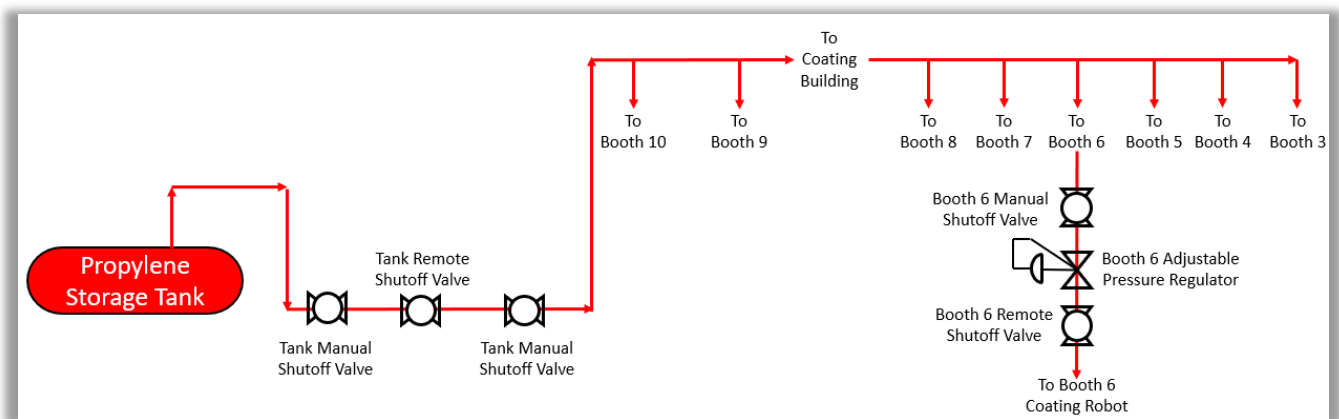 Propylene
Storage Tank
Tank Manual
Shutoff Valve
Tank Remote
Shutoff Valve
Tank Manual
Shutoff Valve
To
Booth 10
To
Booth 9
To
Coating
Building
To
Booth 8
To
Booth 7
To
Booth 6
To
Booth 5
To
Booth 4
To
Booth 3
Booth 6 Manual
Shutoff Valve
Booth 6 Adjustable
Pressure Regulator
Booth 6 Remote
Shutoff Valve
To Booth 6
Coating Robot